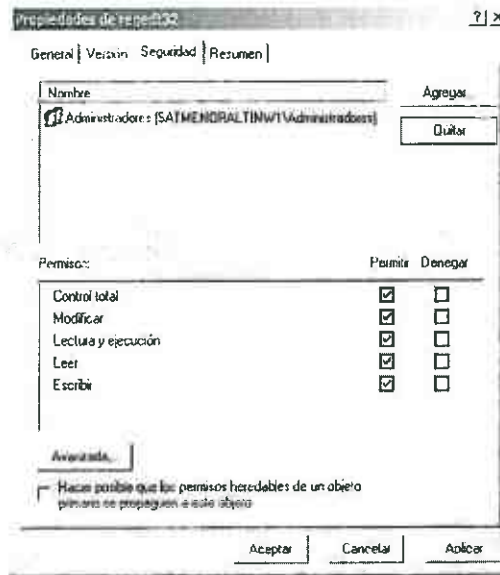 Propiedades de regedt32
General Versión Seguridad Resumen
Nombre
Agregar...
Administradores (SATMENORALTINW1\Administradores)
Quitar
Permisos: Permitir Denegar
Control total
Modificar
Lectura y ejecución
Leer
Escribir
Avanzada...
Hacer posible que los permisos heredables de un objeto
primario se propaguen a este objeto
Aceptar Cancelar Aplicar